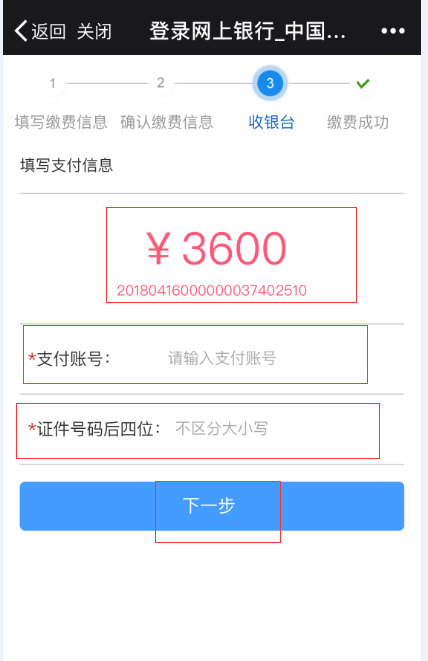 返回 关闭 登录网上银行_中国...
1 2 3
填写缴费信息 确认缴费信息 收银台 缴费成功
填写支付信息
￥3600
20180416000000037402510
*支付账号： 请输入支付账号
*证件号码后四位： 不区分大小写
下一步